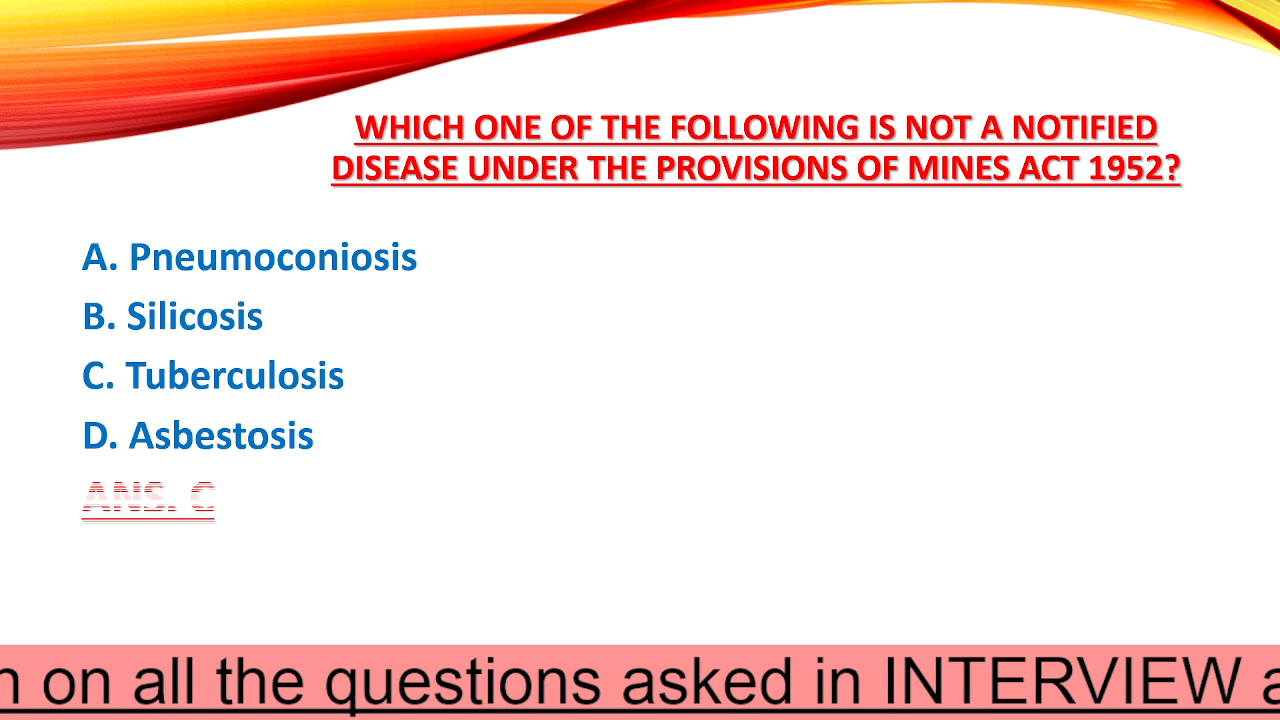 WHICH ONE OF THE FOLLOWING IS NOT A NOTIFIED
DISEASE UNDER THE PROVISIONS OF MINES ACT 1952?
A. Pneumoconiosis
B. Silicosis
C. Tuberculosis
D. Asbestosis
ANS. C
on all the questions asked in INTERVIEW